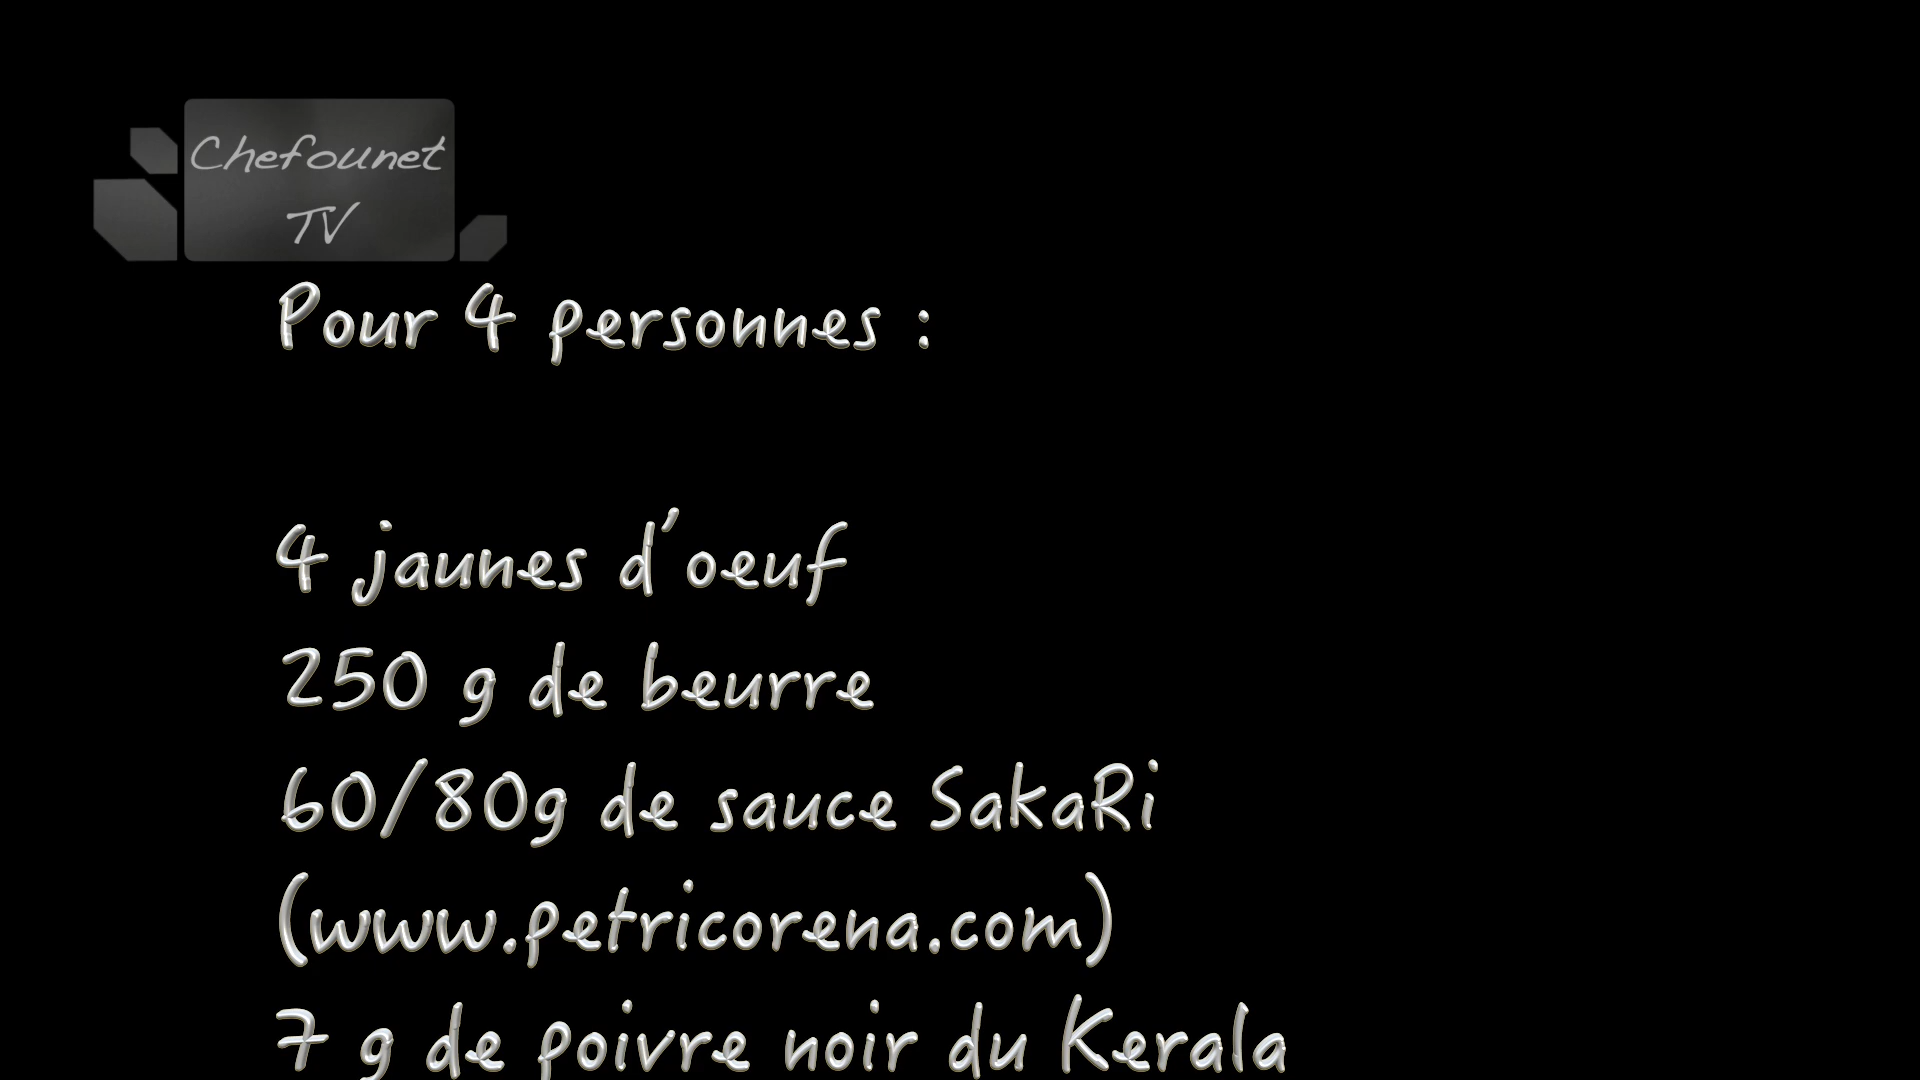 Chefounet
TV
Pour 4 personnes :
4 jaunes d'oeuf
250 g de beurre
60/80g de sauce SakaRi
(www.petricorena.com)
7 g de poivre noir du Kerala